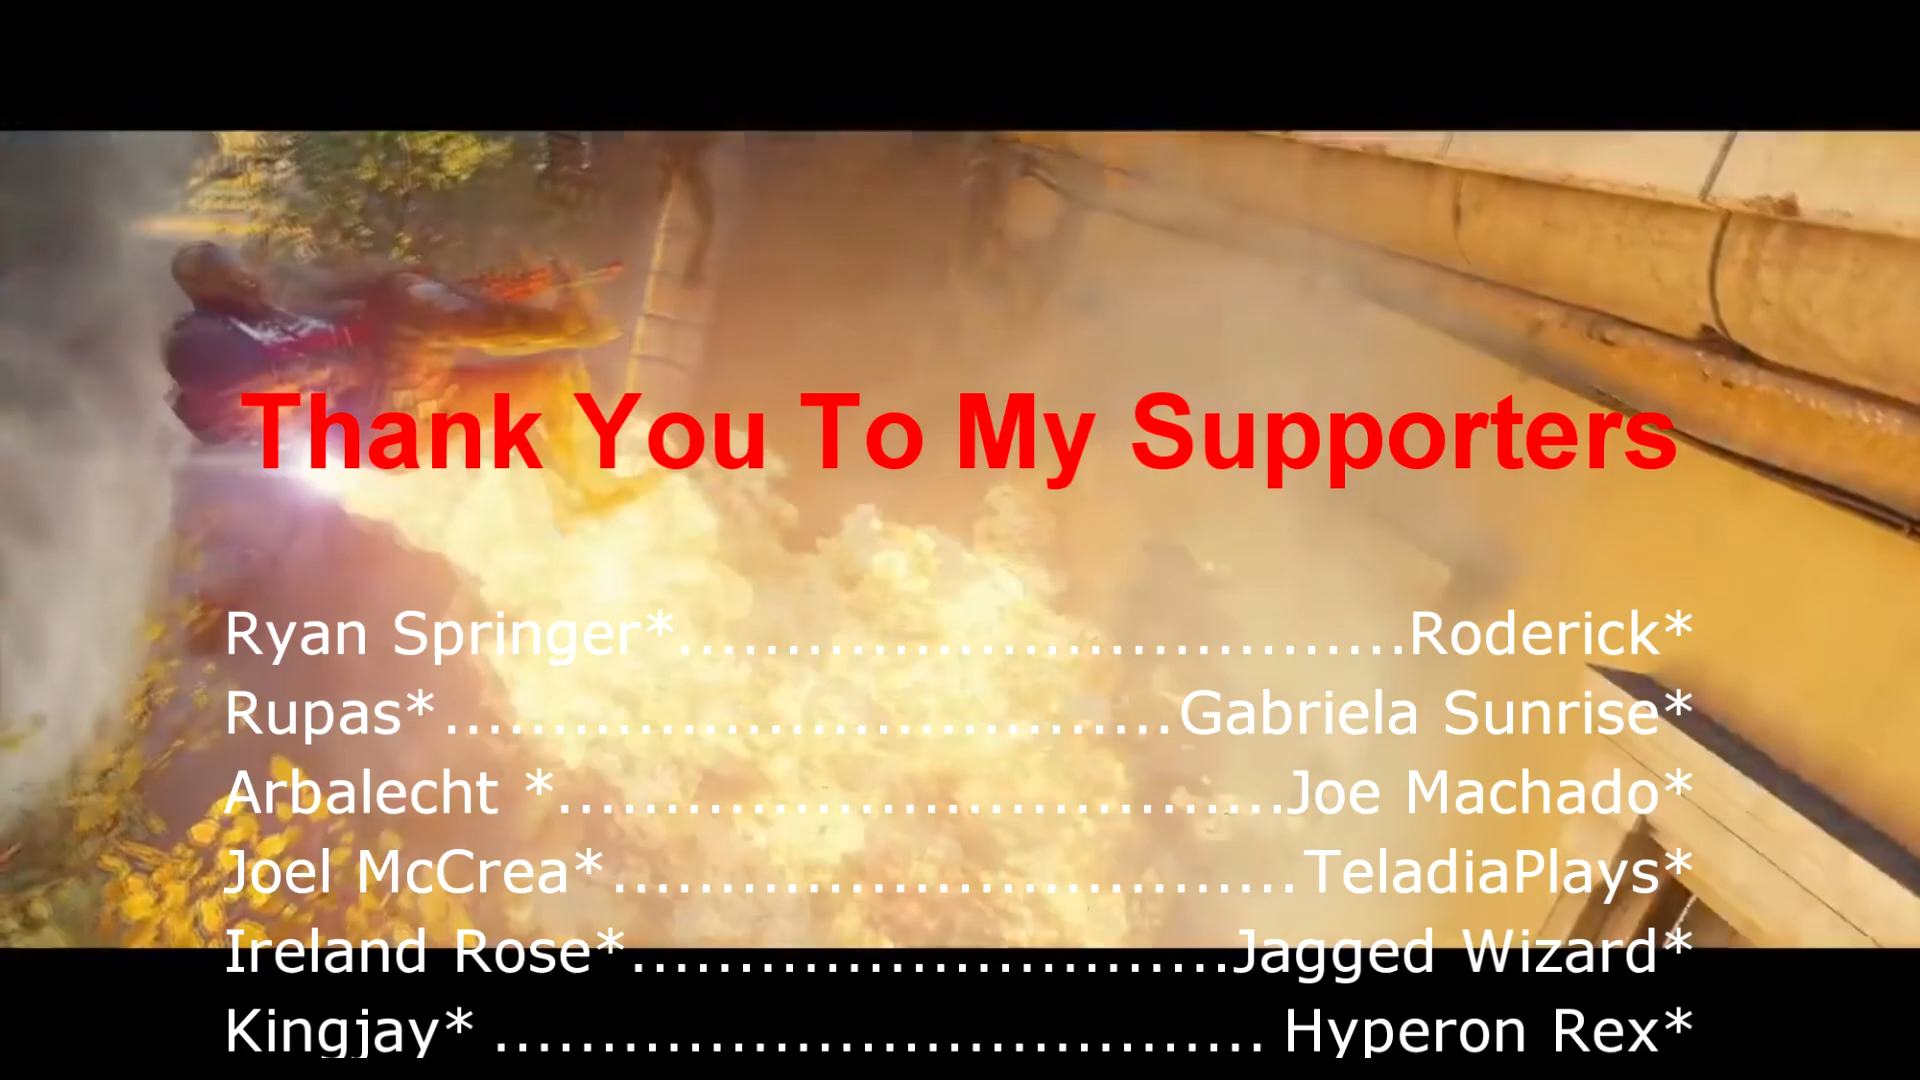 Thank You To My Supporters
Ryan Springer*..................................Roderick*
Rupas*..................................Gabriela Sunrise*
Arbalecht *..................................Joe Machado*
Joel McCrea*................................TeladiaPlays*
Ireland Rose*............................Jagged Wizard*
Kingjay* .................................... Hyperon Rex*